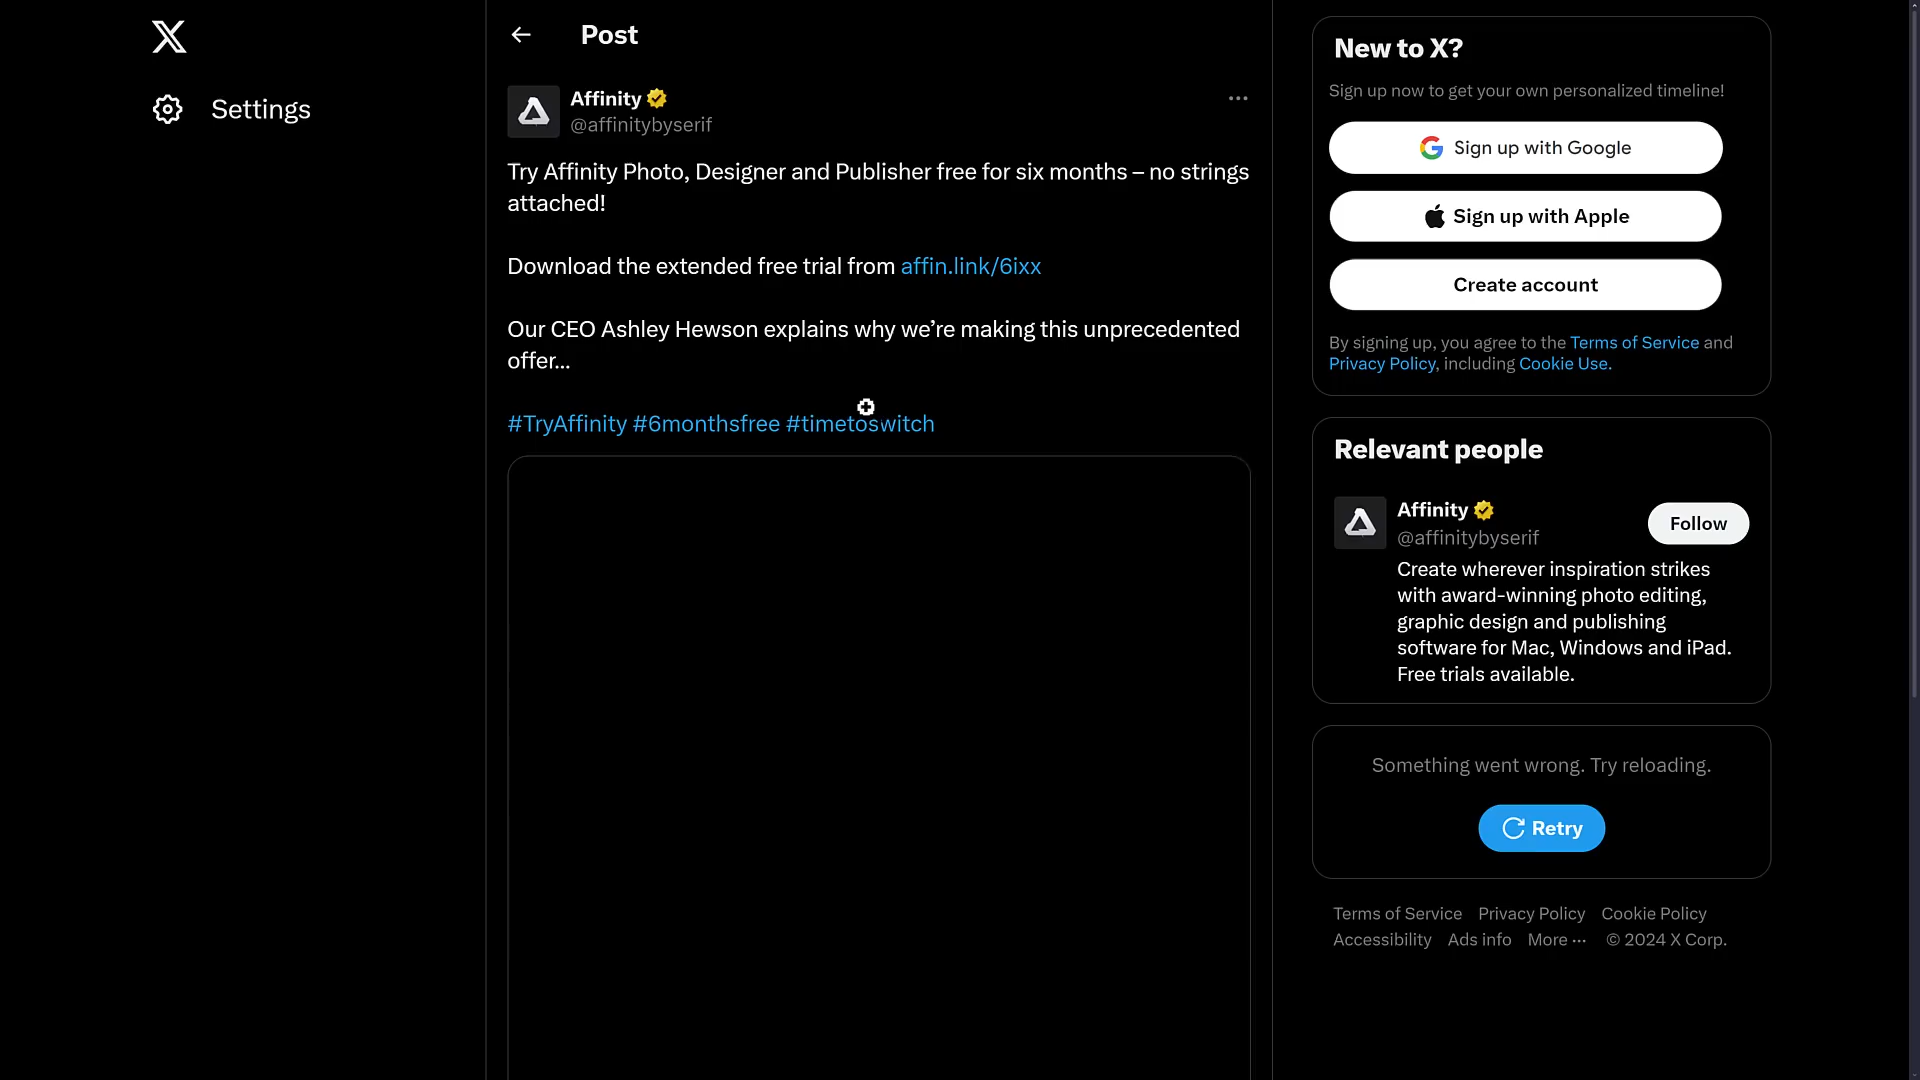 Settings
Post
Affinity
@affinitybyserif
Try Affinity Photo, Designer and Publisher free for six months – no strings
attached!
Download the extended free trial from affin.link/6ixx
Our CEO Ashley Hewson explains why we’re making this unprecedented
offer...
#TryAffinity #6monthsfree #timetoswitch
New to X?
Sign up now to get your own personalized timeline!
Sign up with Google
Sign up with Apple
Create account
By signing up, you agree to the Terms of Service and
Privacy Policy, including Cookie Use.
Relevant people
Affinity
@affinitybyserif
Follow
Create wherever inspiration strikes
with award-winning photo editing,
graphic design and publishing
software for Mac, Windows and iPad.
Free trials available.
Something went wrong. Try reloading.
Retry
Terms of Service Privacy Policy Cookie Policy
Accessibility Ads info More ··· © 2024 X Corp.